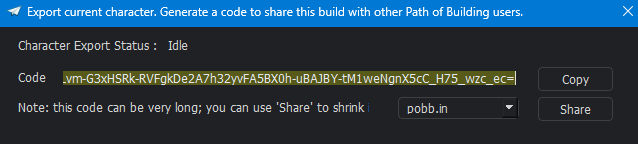 Export current character. Generate a code to share this build with other Path of Building users.
Character Export Status : Idle
Code .vm-G3xHSRk-RVFgkDe2A7h32yvFA5BX0h-uBAJBY-tM1weNgnX5cC_H75_wzc_ec= Copy
Note: this code can be very long; you can use 'Share' to shrink pobb.in Share